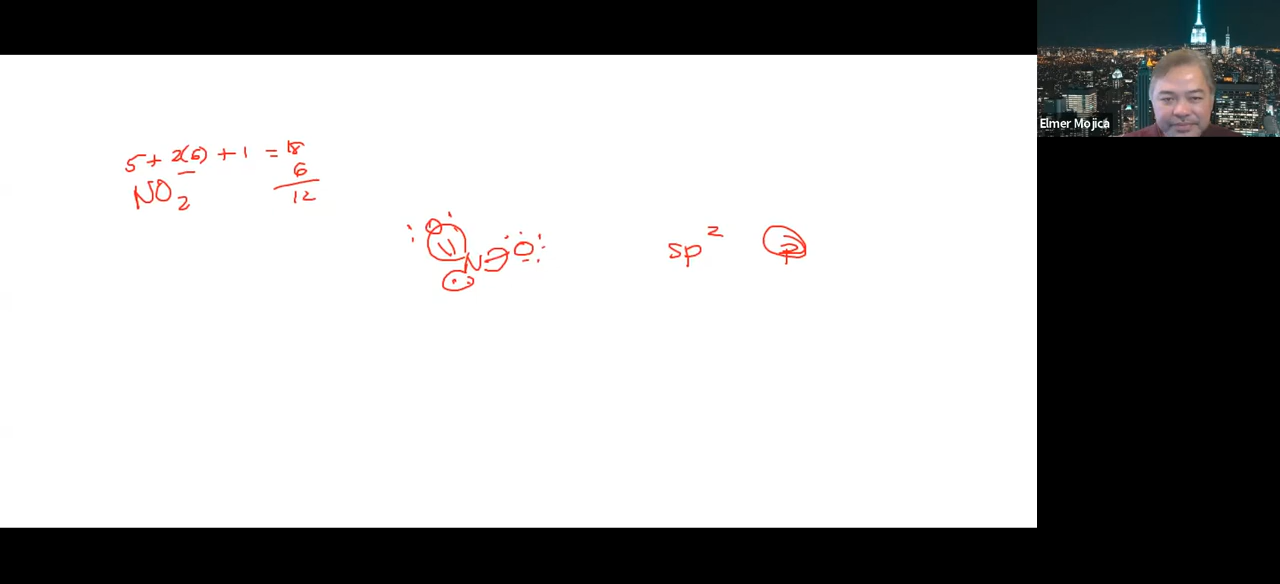 5 + 2(6) + 1 = 18
6
NO2
12
O
N O
sp2 p
Elmer Mojica